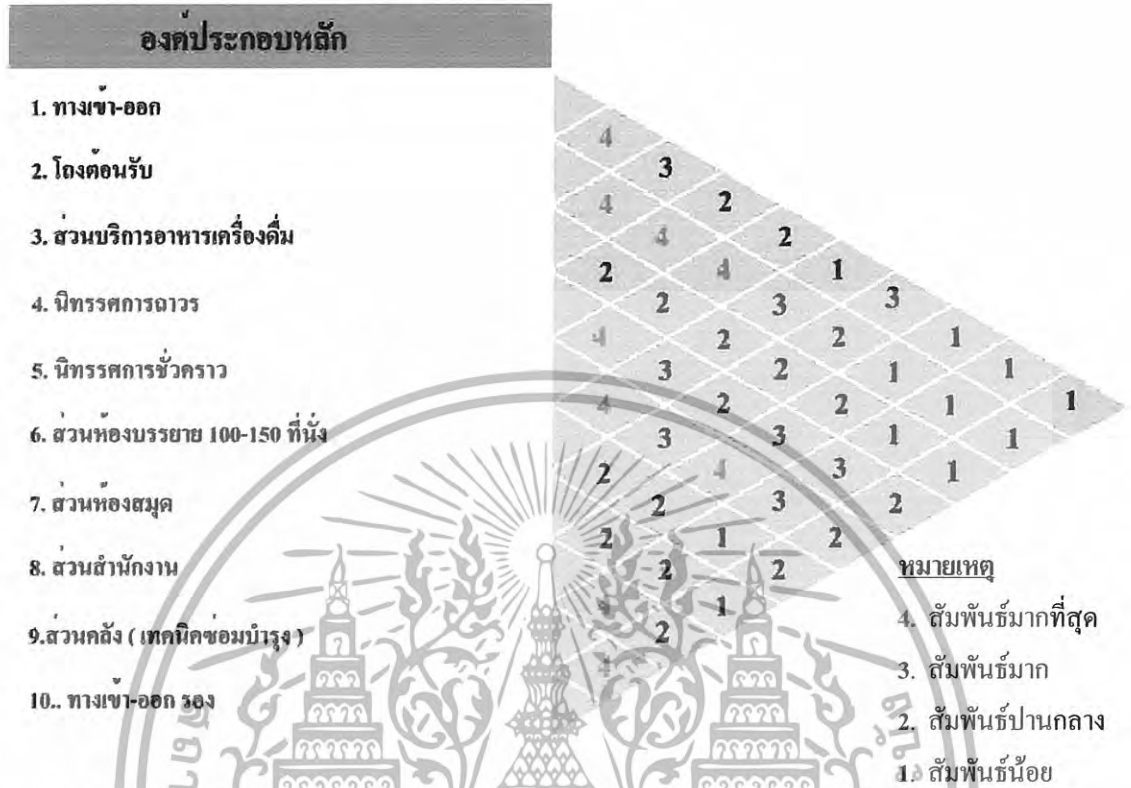 องค์ประกอบหลัก
1. ทางเข้า-ออก
4
3
2. โถงต้อนรับ
4 2
3. ส่วนบริการอาหารเครื่องดื่ม
4 2
2 4 1
4. นิทรรศการถาวร
2 3 3
4 2 2 1
5. นิทรรศการชั่วคราว
3 2 1 1
4 2 2 1 1
6. ส่วนห้องบรรยาย 100-150 ที่นั่ง
3 3 1 1
2 4 3 1
7. ส่วนห้องสมุด
2 3 2
2 1 2
8. ส่วนสำนักงาน
2 2
4 1
9.ส่วนคลัง ( เทคนิคซ่อมบำรุง )
2
4
10.. ทางเข้า-ออก รอง
หมายเหตุ
4. สัมพันธ์มากที่สุด
3. สัมพันธ์มาก
2. สัมพันธ์ปานกลาง
1. สัมพันธ์น้อย